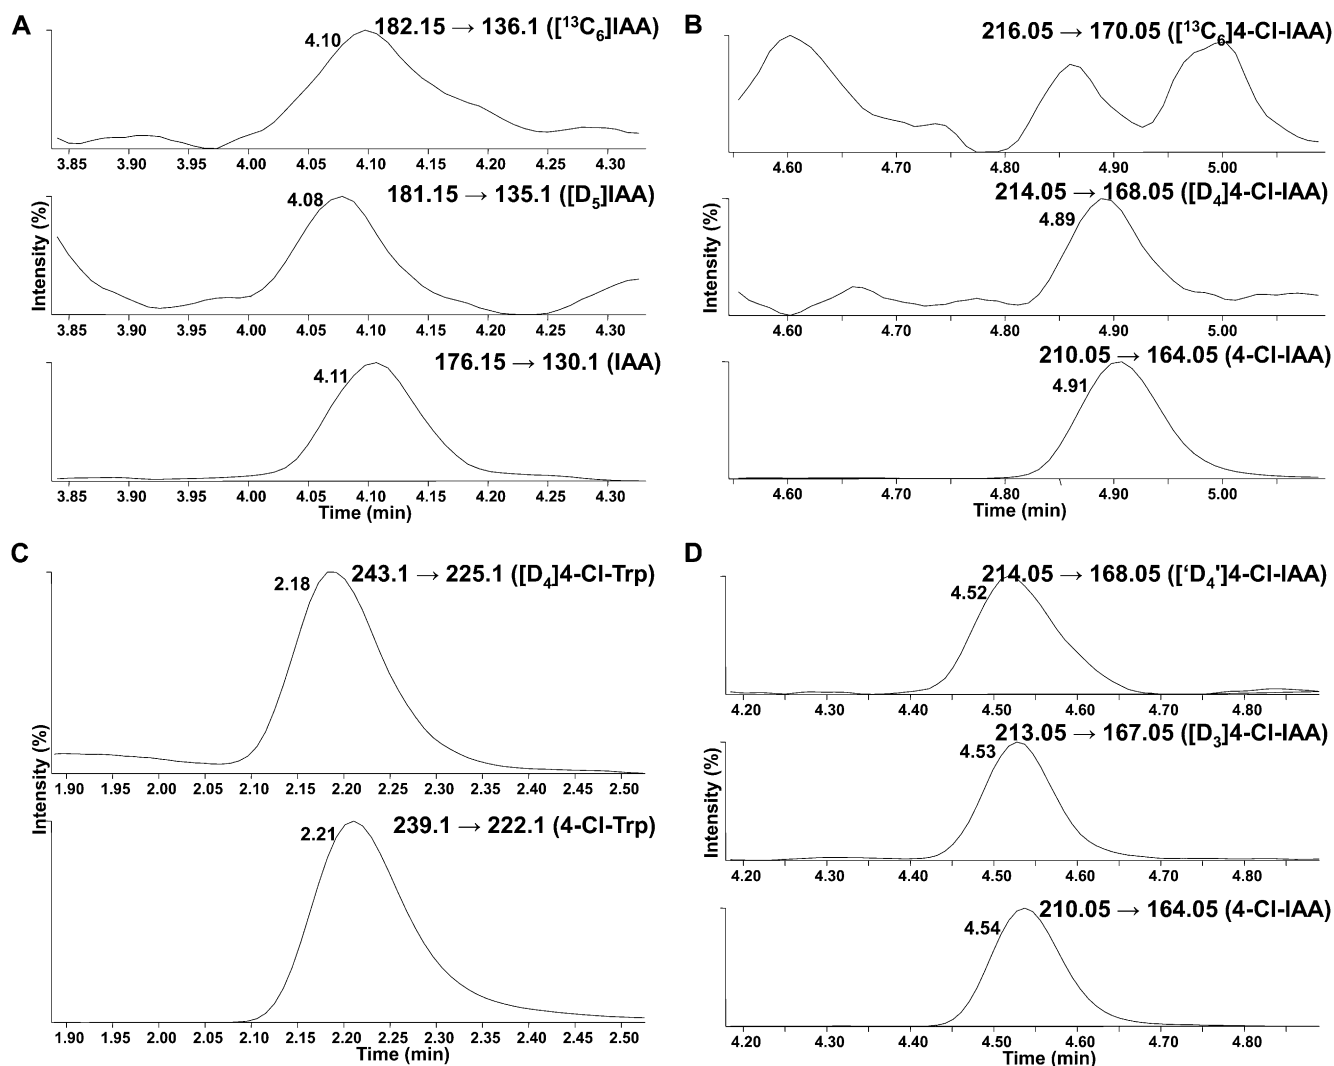 A
182.15 → 136.1 ([¹³C₆]IAA)
4.10
3.85 3.90 3.95 4.00 4.05 4.10 4.15 4.20 4.25 4.30
181.15 → 135.1 ([D₅]IAA)
4.08
3.85 3.90 3.95 4.00 4.05 4.10 4.15 4.20 4.25 4.30
Intensity (%)
176.15 → 130.1 (IAA)
4.11
3.85 3.90 3.95 4.00 4.05 4.10 4.15 4.20 4.25 4.30
Time (min)
B
216.05 → 170.05 ([¹³C₆]4-Cl-IAA)
4.60 4.70 4.80 4.90 5.00
214.05 → 168.05 ([D₄]4-Cl-IAA)
4.89
4.60 4.70 4.80 4.90 5.00
Intensity (%)
210.05 → 164.05 (4-Cl-IAA)
4.91
4.60 4.70 4.80 4.90 5.00
Time (min)
C
243.1 → 225.1 ([D₄]4-Cl-Trp)
2.18
1.90 1.95 2.00 2.05 2.10 2.15 2.20 2.25 2.30 2.35 2.40 2.45 2.50
Intensity (%)
239.1 → 222.1 (4-Cl-Trp)
2.21
1.90 1.95 2.00 2.05 2.10 2.15 2.20 2.25 2.30 2.35 2.40 2.45 2.50
Time (min)
D
214.05 → 168.05 ([‘D₄']4-Cl-IAA)
4.52
4.20 4.30 4.40 4.50 4.60 4.70 4.80
213.05 → 167.05 ([D₃]4-Cl-IAA)
4.53
4.20 4.30 4.40 4.50 4.60 4.70 4.80
Intensity (%)
210.05 → 164.05 (4-Cl-IAA)
4.54
4.20 4.30 4.40 4.50 4.60 4.70 4.80
Time (min)